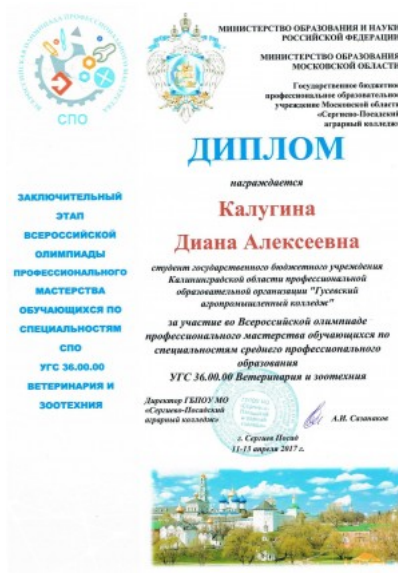 СПО
МИНИСТЕРСТВО ОБРАЗОВАНИЯ И НАУКИ
РОССИЙСКОЙ ФЕДЕРАЦИИ
МИНИСТЕРСТВО ОБРАЗОВАНИЯ
МОСКОВСКОЙ ОБЛАСТИ
Государственное бюджетное
профессиональное образовательное
учреждение Московской области
«Сергиево-Посадский
аграрный колледж»
ДИПЛОМ
награждается
Калугина
Диана Алексеевна
студент государственного бюджетного учреждения
Калининградской области профессиональной
образовательной организации "Гусевский
агропромышленный колледж"
за участие во Всероссийской олимпиаде
профессионального мастерства обучающихся по
специальностям среднего профессионального
образования
УГС 36.00.00 Ветеринария и зоотехния
Директор ГБПОУ МО
«Сергиево-Посадский
аграрный колледж»
г. Сергиев Посад
11-13 апреля 2017 г.
ЗАКЛЮЧИТЕЛЬНЫЙ
ЭТАП
ВСЕРОССИЙСКОЙ
ОЛИМПИАДЫ
ПРОФЕССИОНАЛЬНОГО
МАСТЕРСТВА
ОБУЧАЮЩИХСЯ ПО
СПЕЦИАЛЬНОСТЯМ
СПО
УГС 36.00.00
ВЕТЕРИНАРИЯ И
ЗООТЕХНИЯ